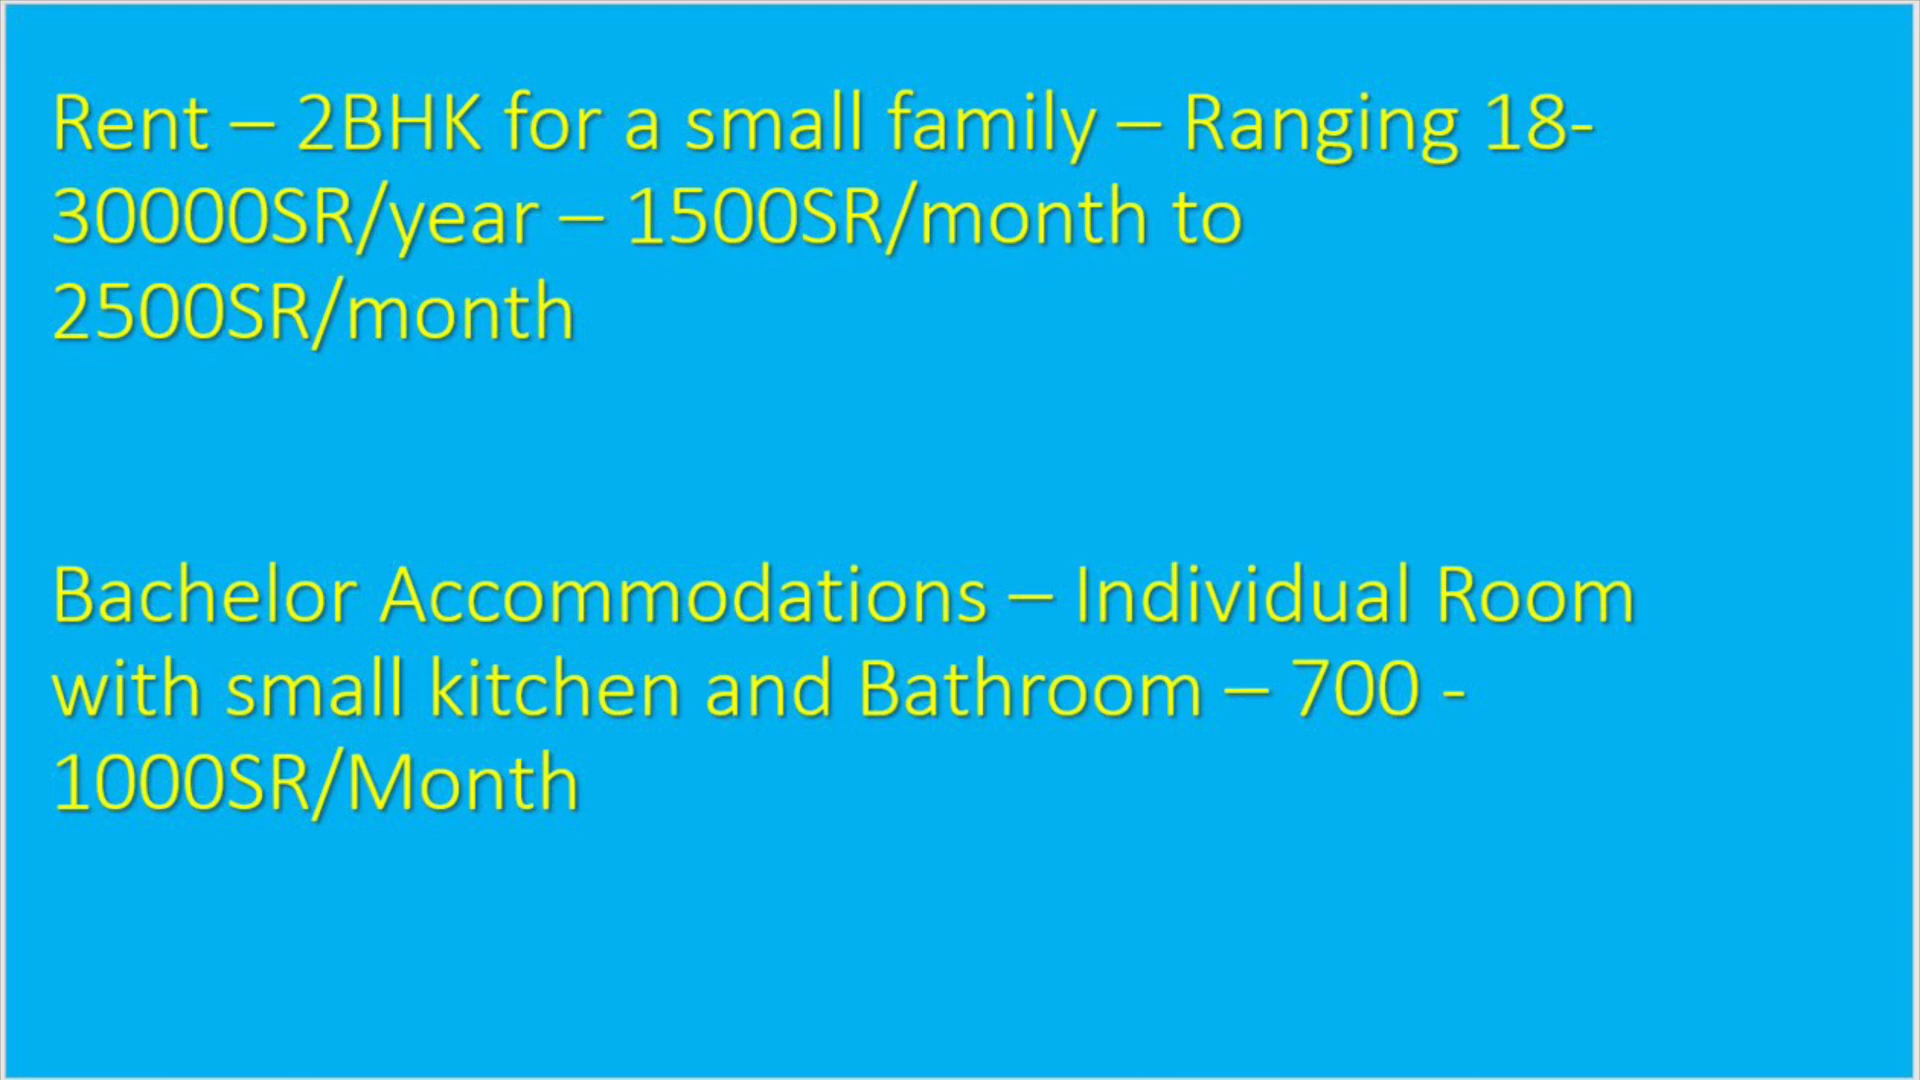 Rent – 2BHK for a small family – Ranging 18-
30000SR/year – 1500SR/month to
2500SR/month
Bachelor Accommodations – Individual Room
with small kitchen and Bathroom – 700 -
1000SR/Month